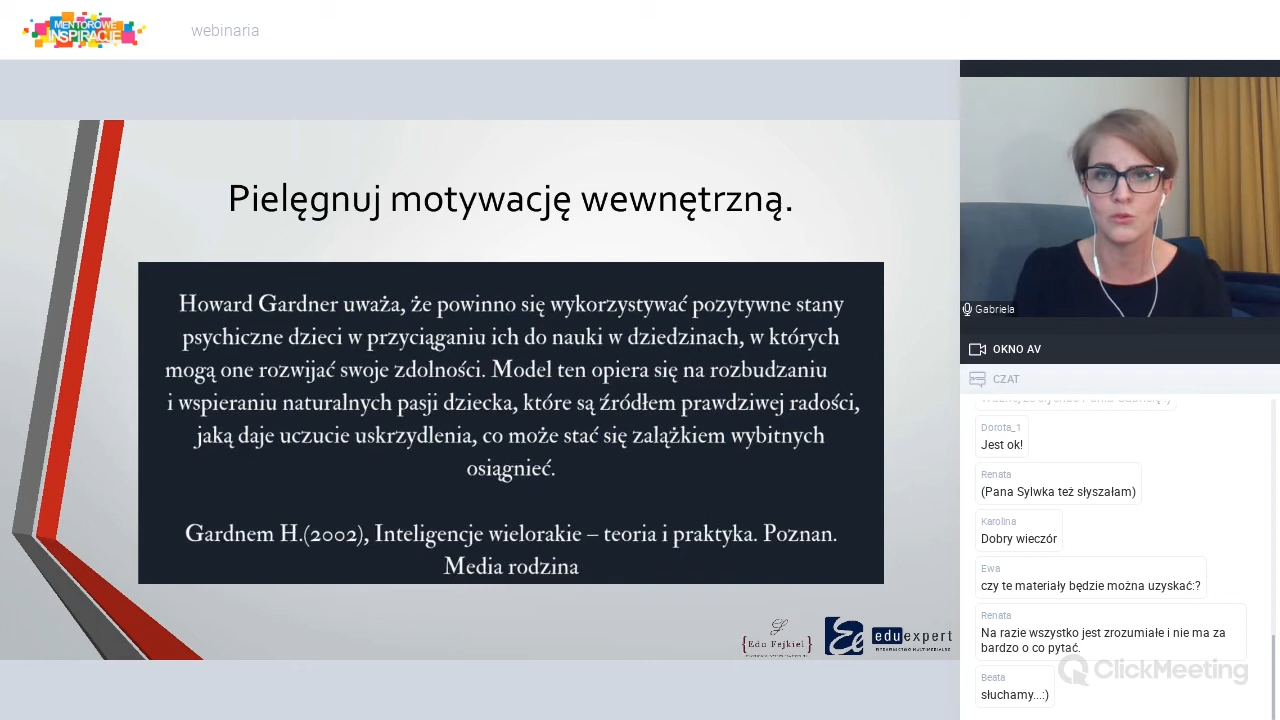 MENTOROWE
INSPIRACJE
webinaria
Pielęgnuj motywację wewnętrzną.
Howard Gardner uważa, że powinno się wykorzystywać pozytywne stany
psychiczne dzieci w przyciąganiu ich do nauki w dziedzinach, w których
mogą one rozwijać swoje zdolności. Model ten opiera się na rozbudzaniu
i wspieraniu naturalnych pasji dziecka, które są źródłem prawdziwej radości,
jaką daje uczucie uskrzydlenia, co może stać się zalążkiem wybitnych
osiągnieć.
Gardnem H.(2002), Inteligencje wielorakie – teoria i praktyka. Poznan.
Media rodzina
{Edu Fejkiel}
eduexpert
WYDAWNICTWO MULTIMEDIALNE
Gabriela
OKNO AV
CZAT
Dorota_1
Jest ok!
Renata
(Pana Sylwka też słyszałam)
Karolina
Dobry wieczór
Ewa
czy te materiały będzie można uzyskać:?
Renata
Na razie wszystko jest zrozumiałe i nie ma za
bardzo o co pytać.
Beata
słuchamy...:)
ClickMeeting